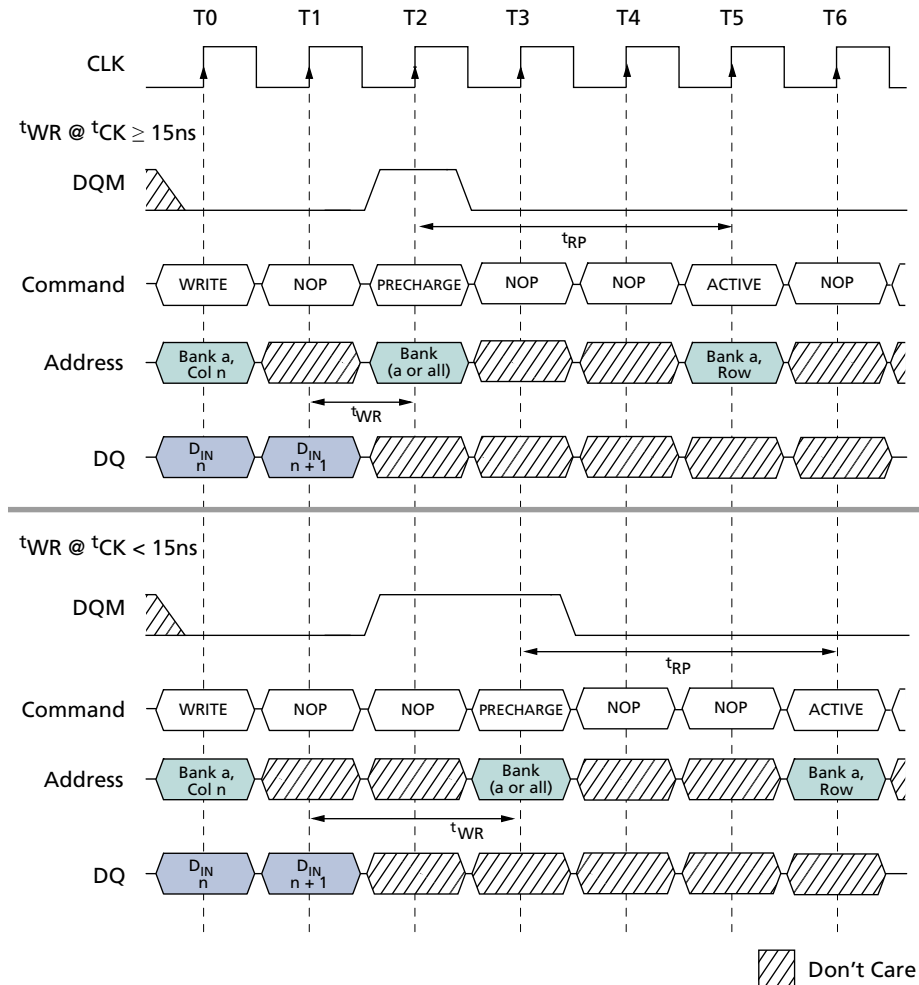 T0 T1 T2 T3 T4 T5 T6
CLK
tWR @ tCK ≥ 15ns
DQM
tRP
Command WRITE NOP PRECHARGE NOP NOP ACTIVE NOP
Address Bank a, Col n Bank (a or all) Bank a, Row
tWR
DQ DIN n DIN n + 1
tWR @ tCK < 15ns
DQM
tRP
Command WRITE NOP NOP PRECHARGE NOP NOP ACTIVE
Address Bank a, Col n Bank (a or all) Bank a, Row
tWR
DQ DIN n DIN n + 1
Don't Care